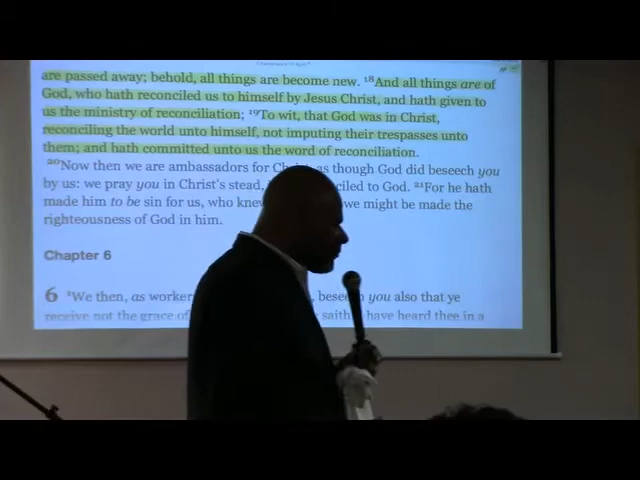 are passed away; behold, all things are become new. 18And all things are of
God, who hath reconciled us to himself by Jesus Christ, and hath given to
us the ministry of reconciliation; 19To wit, that God was in Christ,
reconciling the world unto himself, not imputing their trespasses unto
them; and hath committed unto us the word of reconciliation.
20Now then we are ambassadors for as though God did beseech you
by us: we pray you in Christ's stead, ciled to God. 21For he hath
made him to be sin for us, who knew we might be made the
righteousness of God in him.
Chapter 6
6 1We then, as worker , beseech you also that ye
receive not the grace of saith have heard thee in a